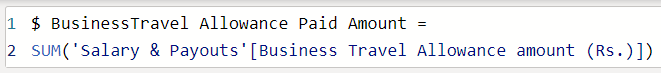 1 $ BusinessTravel Allowance Paid Amount =
2 SUM('Salary & Payouts'[Business Travel Allowance amount (Rs.)])